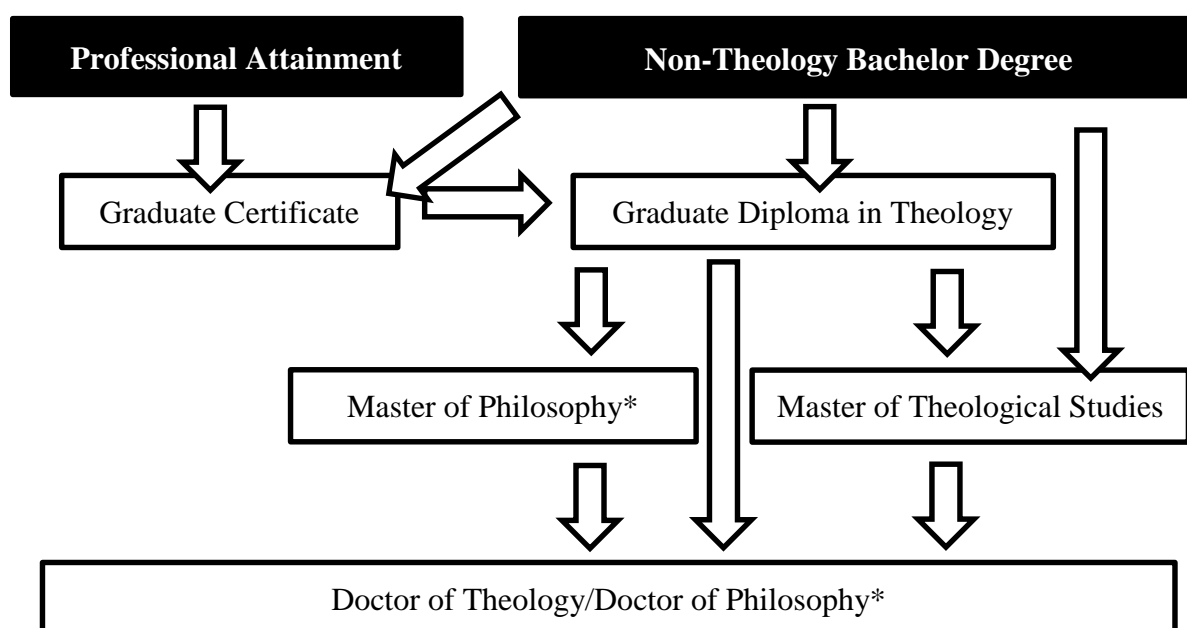 Professional Attainment
Non-Theology Bachelor Degree
Graduate Certificate
Graduate Diploma in Theology
Master of Philosophy*
Master of Theological Studies
Doctor of Theology/Doctor of Philosophy*